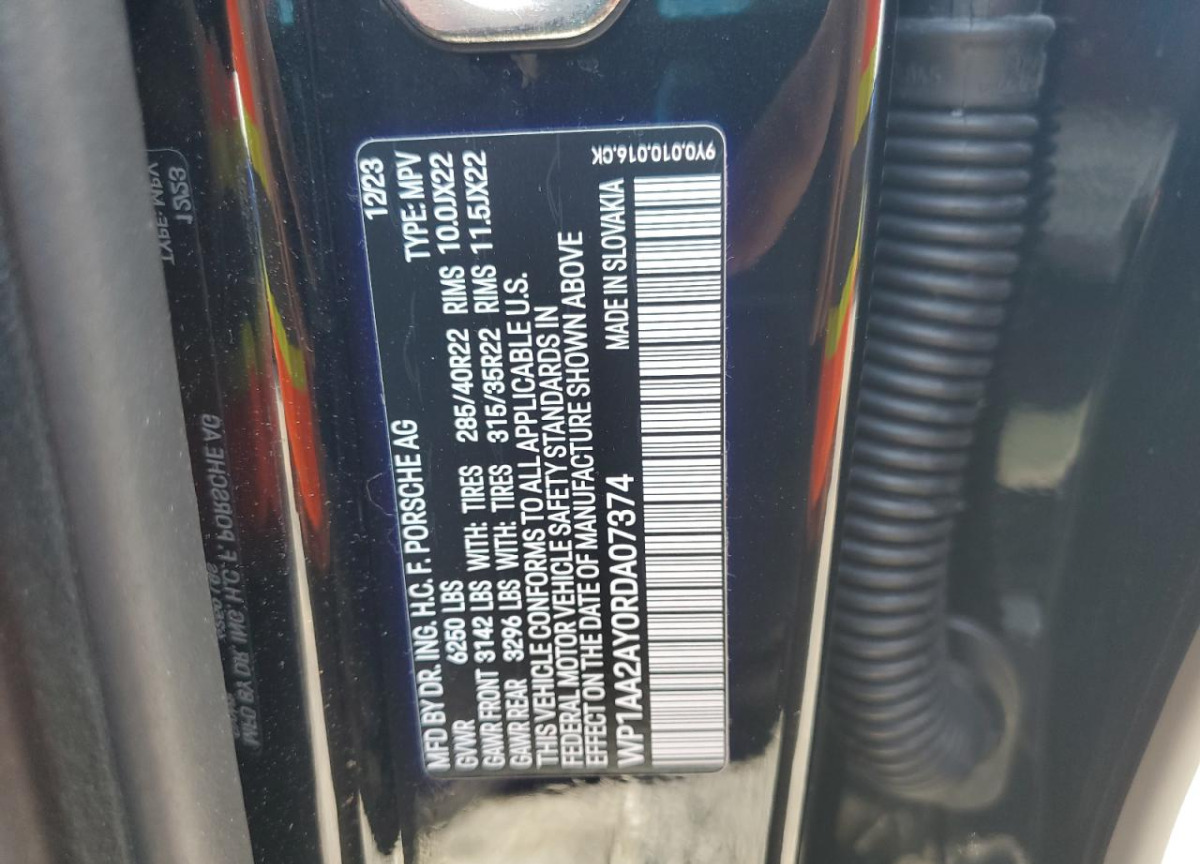 MFD BY DR. ING. H.C. F. PORSCHE AG 12/23
GVWR 6250 LBS TYPE: MPV
GAWR FRONT 3142 LBS WITH: TIRES 285/40R22 RIMS 10.0JX22
GAWR REAR 3296 LBS WITH: TIRES 315/35R22 RIMS 11.5JX22
THIS VEHICLE CONFORMS TO ALL APPLICABLE U.S.
FEDERAL MOTOR VEHICLE SAFETY STANDARDS IN
EFFECT ON THE DATE OF MANUFACTURE SHOWN ABOVE
WP1AA2AY0RDA07374 MADE IN SLOVAKIA
9Y0.010.016.CK